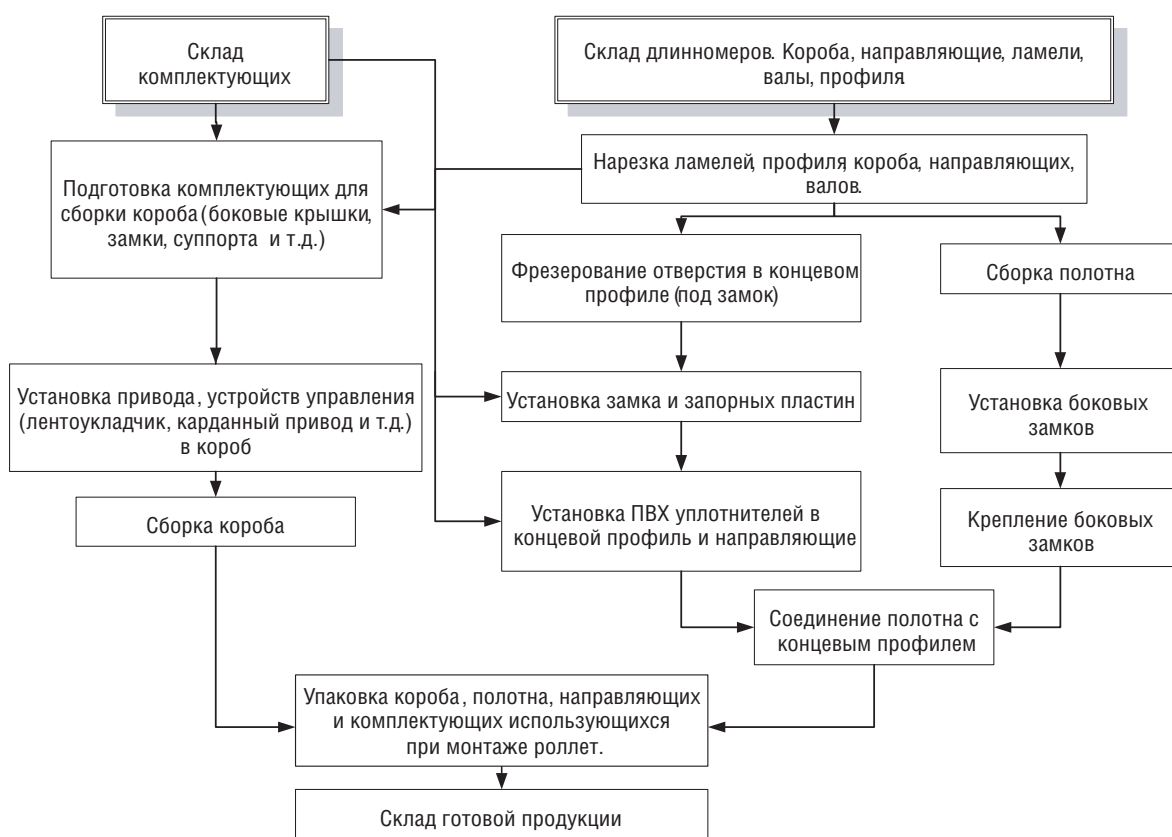 Склад
комплектующих
Склад длинномеров. Короба, направляющие, ламели,
валы, профиля
Нарезка ламелей, профиля, короба, направляющих,
валов.
Подготовка комплектующих для
сборки короба (боковые крышки,
замки, суппорта и т.д.)
Фрезерование отверстия в концевом
профиле (под замок)
Сборка полотна
Установка привода, устройств управления
(лентоукладчик, карданный привод и т.д.)
в короб
Установка замка и запорных пластин
Установка боковых
замков
Сборка короба
Установка ПВХ уплотнителей в
концевой профиль и направляющие
Крепление боковых
замков
Соединение полотна с
концевым профилем
Упаковка короба, полотна, направляющих
и комплектующих использующихся
при монтаже роллет.
Склад готовой продукции